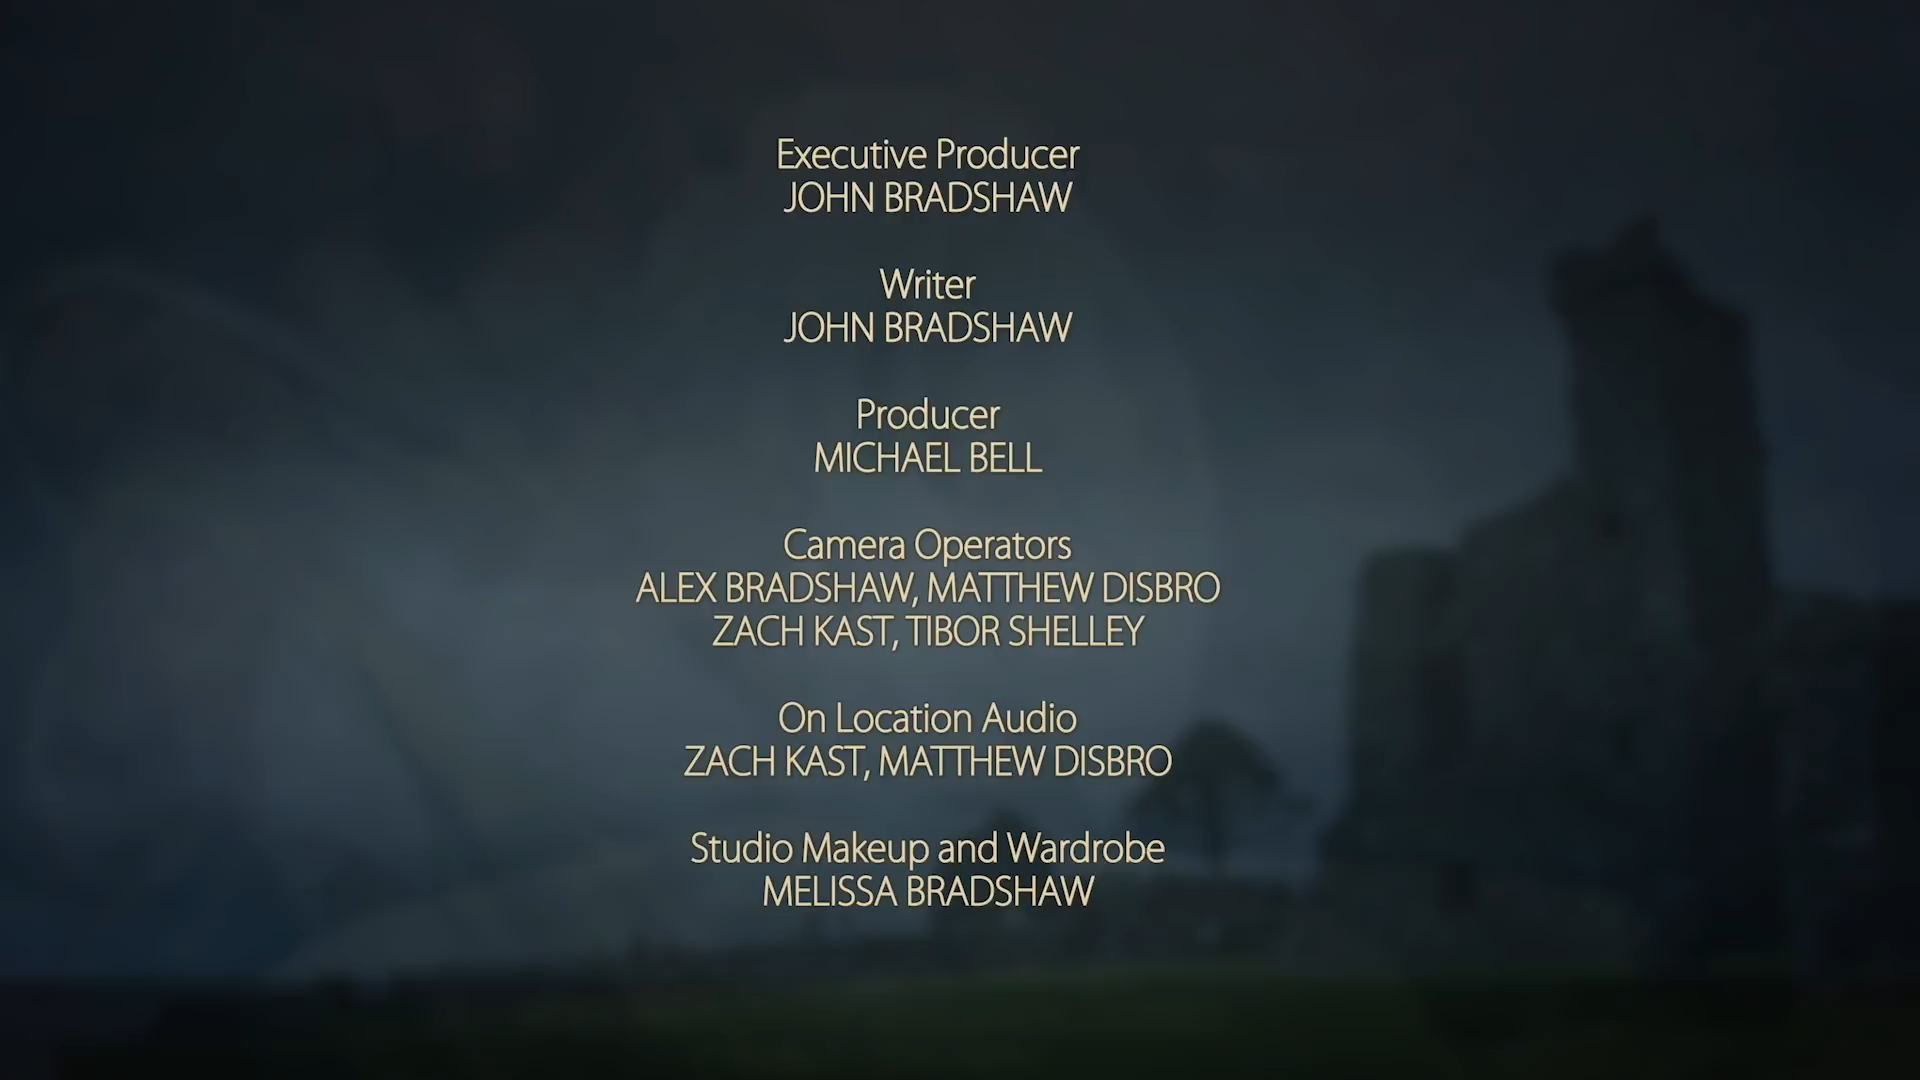 Executive Producer
JOHN BRADSHAW
Writer
JOHN BRADSHAW
Producer
MICHAEL BELL
Camera Operators
ALEX BRADSHAW, MATTHEW DISBRO
ZACH KAST, TIBOR SHELLEY
On Location Audio
ZACH KAST, MATTHEW DISBRO
Studio Makeup and Wardrobe
MELISSA BRADSHAW